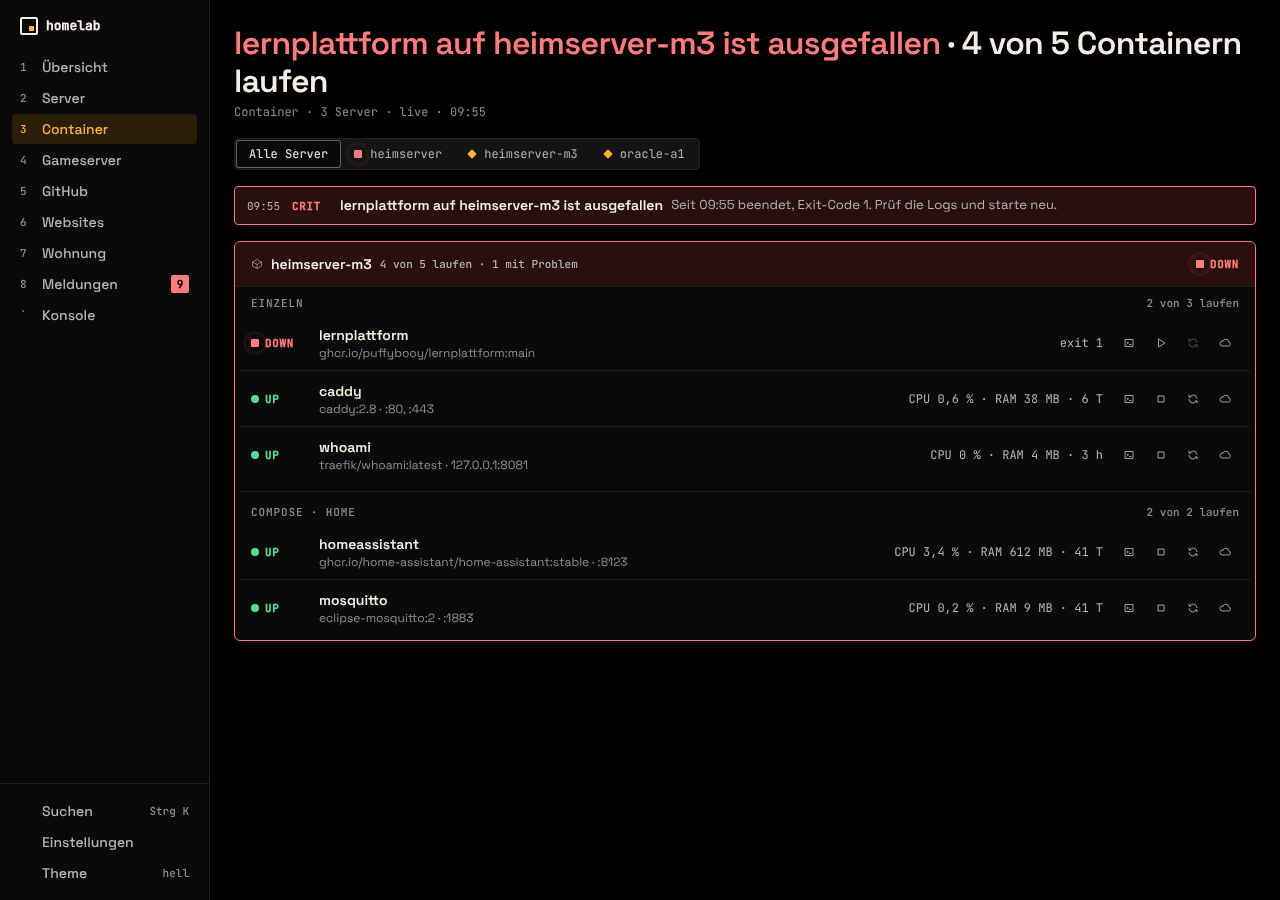 homelab
1 Übersicht
2 Server
3 Container
4 Gameserver
5 GitHub
6 Websites
7 Wohnung
8 Meldungen 9
` Konsole
Suchen Strg K
Einstellungen
Theme hell
lernplattform auf heimserver-m3 ist ausgefallen · 4 von 5 Containern
laufen
Container · 3 Server · live · 09:55
Alle Server heimserver heimserver-m3 oracle-a1
09:55 CRIT lernplattform auf heimserver-m3 ist ausgefallen Seit 09:55 beendet, Exit-Code 1. Prüf die Logs und starte neu.
heimserver-m3 4 von 5 laufen · 1 mit Problem DOWN
EINZELN 2 von 3 laufen
DOWN lernplattform exit 1
ghcr.io/puffybooy/lernplattform:main
UP caddy CPU 0,6 % · RAM 38 MB · 6 T
caddy:2.8 · :80, :443
UP whoami CPU 0 % · RAM 4 MB · 3 h
traefik/whoami:latest · 127.0.0.1:8081
COMPOSE · HOME 2 von 2 laufen
UP homeassistant CPU 3,4 % · RAM 612 MB · 41 T
ghcr.io/home-assistant/home-assistant:stable · :8123
UP mosquitto CPU 0,2 % · RAM 9 MB · 41 T
eclipse-mosquitto:2 · :1883